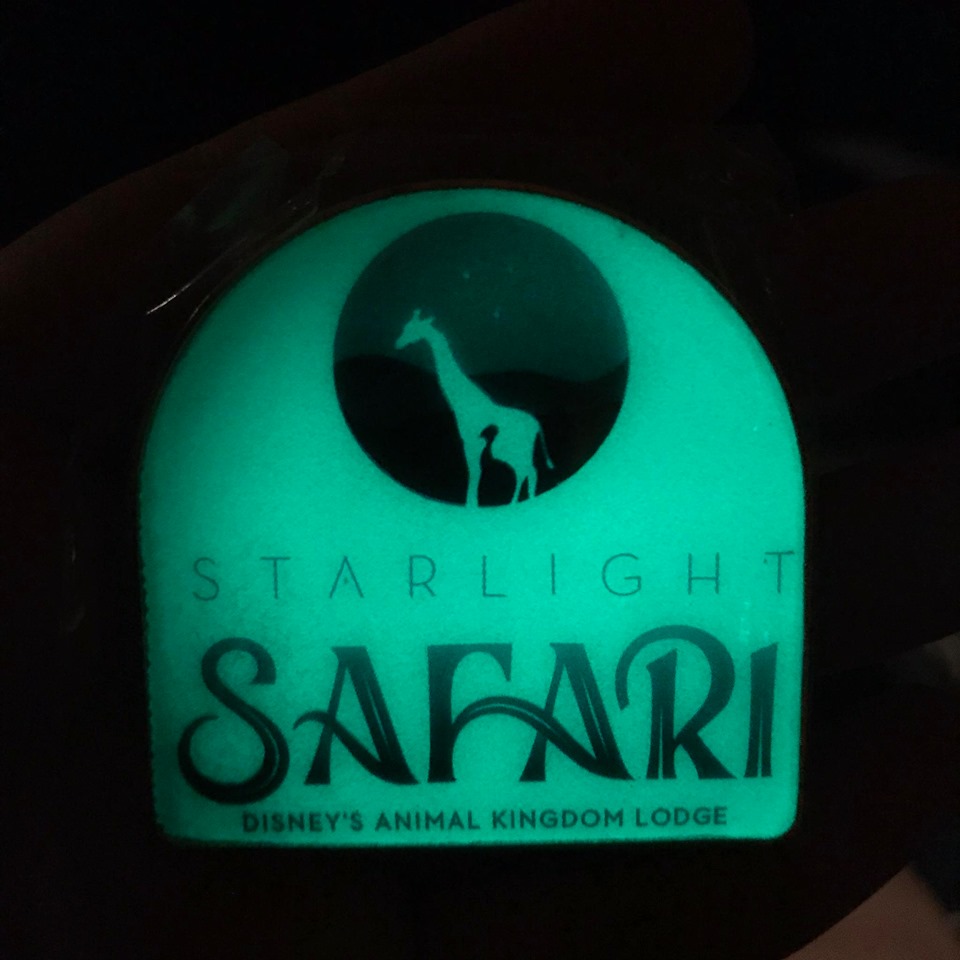 STARLIGHT
SAFARI
DISNEY'S ANIMAL KINGDOM LODGE